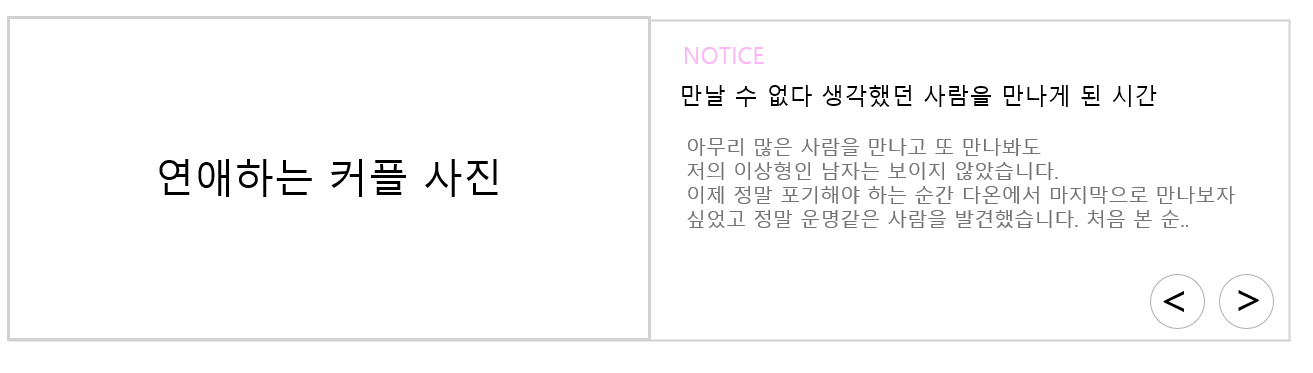 연애하는 커플 사진
NOTICE
만날 수 없다 생각했던 사람을 만나게 된 시간
아무리 많은 사람을 만나고 또 만나봐도
저의 이상형인 남자는 보이지 않았습니다.
이제 정말 포기해야 하는 순간 다온에서 마지막으로 만나보자
싶었고 정말 운명같은 사람을 발견했습니다. 처음 본 순..
< >